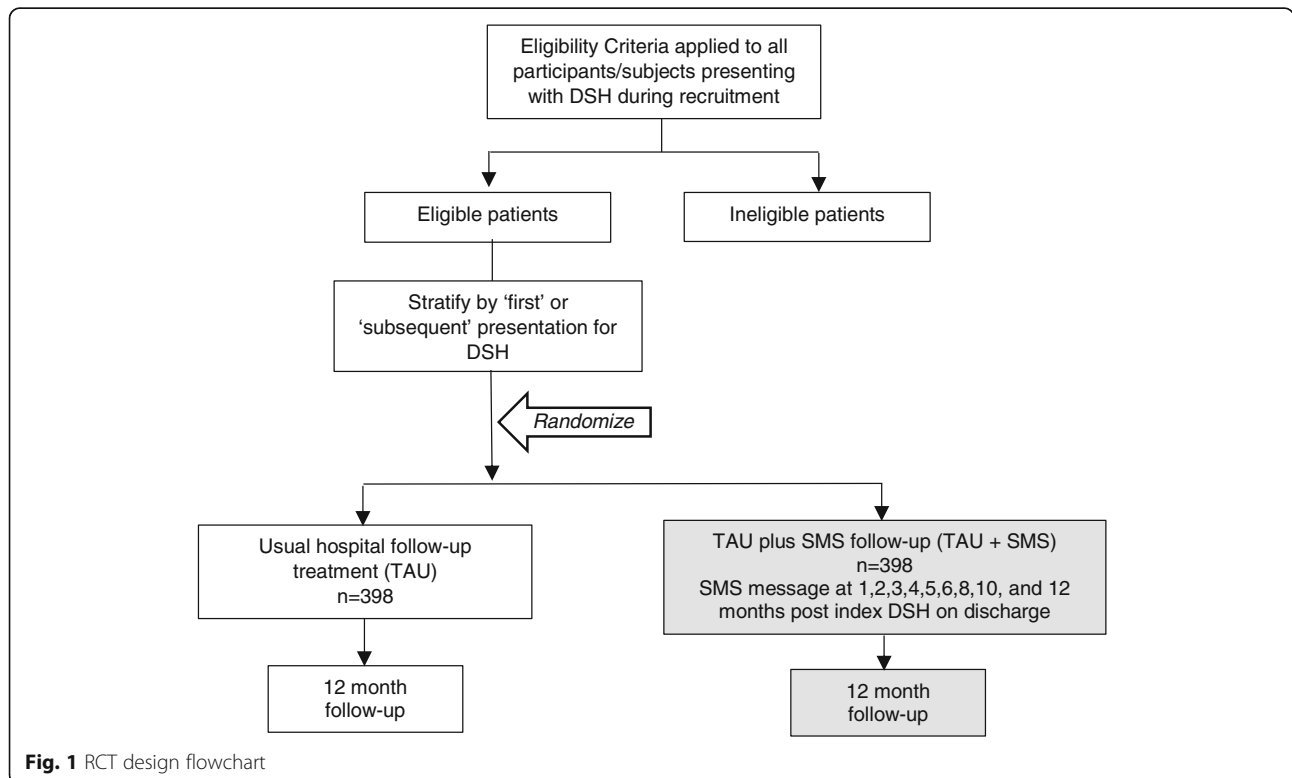 Eligibility Criteria applied to all
participants/subjects presenting
with DSH during recruitment
Eligible patients
Ineligible patients
Stratify by ‘first’ or
‘subsequent’ presentation for
DSH
Randomize
Usual hospital follow-up
treatment (TAU)
n=398
TAU plus SMS follow-up (TAU + SMS)
n=398
SMS message at 1,2,3,4,5,6,8,10, and 12
months post index DSH on discharge
12 month
follow-up
12 month
follow-up
Fig. 1 RCT design flowchart